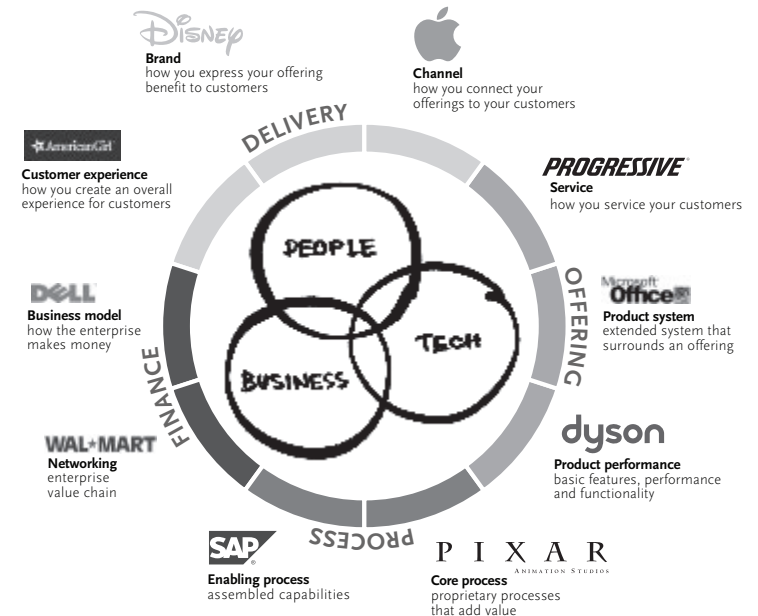 Disney
Brand
how you express your offering
benefit to customers
Channel
how you connect your
offerings to your customers
DELIVERY
AmericanGirl
Customer experience
how you create an overall
experience for customers
PROGRESSIVE
Service
how you service your customers
PEOPLE
TECH
BUSINESS
OFFERING
Microsoft
Office
Product system
extended system that
surrounds an offering
DELL
Business model
how the enterprise
makes money
FINANCE
WAL★MART
Networking
enterprise
value chain
dyson
Product performance
basic features, performance
and functionality
PROCESS
SAP
Enabling process
assembled capabilities
PIXAR
ANIMATION STUDIOS
Core process
proprietary processes
that add value